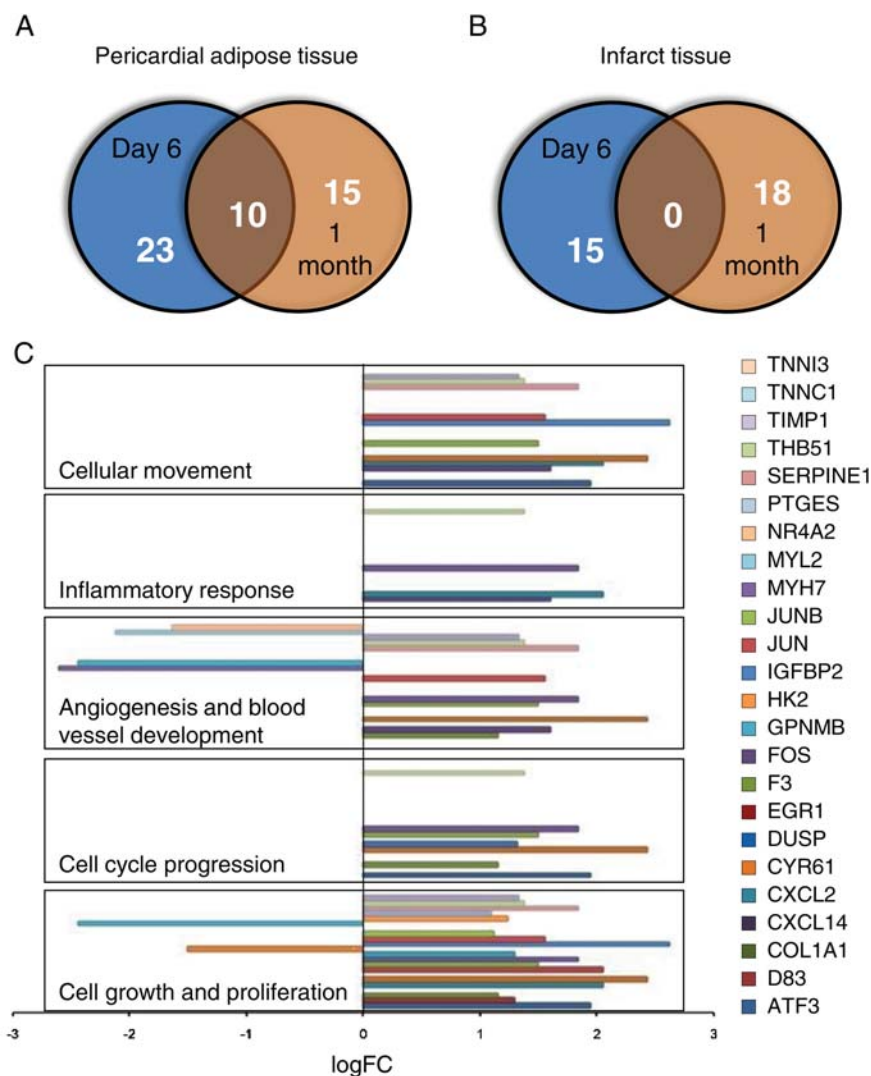 A
B
Pericardial adipose tissue
Infarct tissue
Day 6
23
10
15
1
month
Day 6
15
0
18
1
month
C
Cellular movement
Inflammatory response
Angiogenesis and blood
vessel development
Cell cycle progression
Cell growth and proliferation
-3
-2
-1
0
1
2
3
logFC
TNNI3
TNNC1
TIMP1
THB51
SERPINE1
PTGES
NR4A2
MYL2
MYH7
JUNB
JUN
IGFBP2
HK2
GPNMB
FOS
F3
EGR1
DUSP
CYR61
CXCL2
CXCL14
COL1A1
D83
ATF3